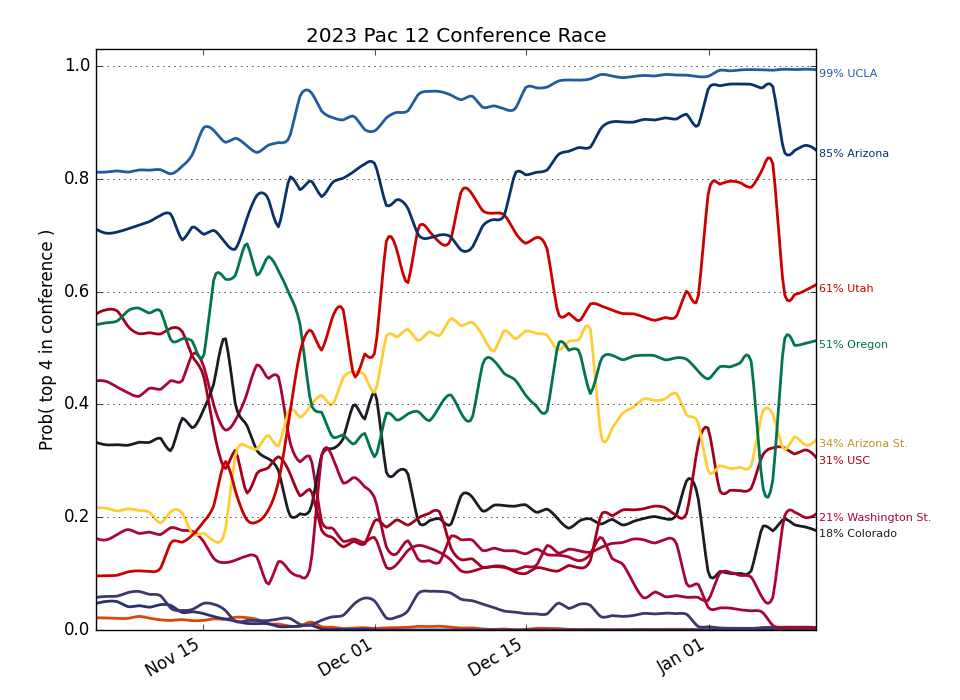 2023 Pac 12 Conference Race
Prob( top 4 in conference )
1.0
0.8
0.6
0.4
0.2
0.0
Nov 15
Dec 01
Dec 15
Jan 01
99% UCLA
85% Arizona
61% Utah
51% Oregon
34% Arizona St.
31% USC
21% Washington St.
18% Colorado